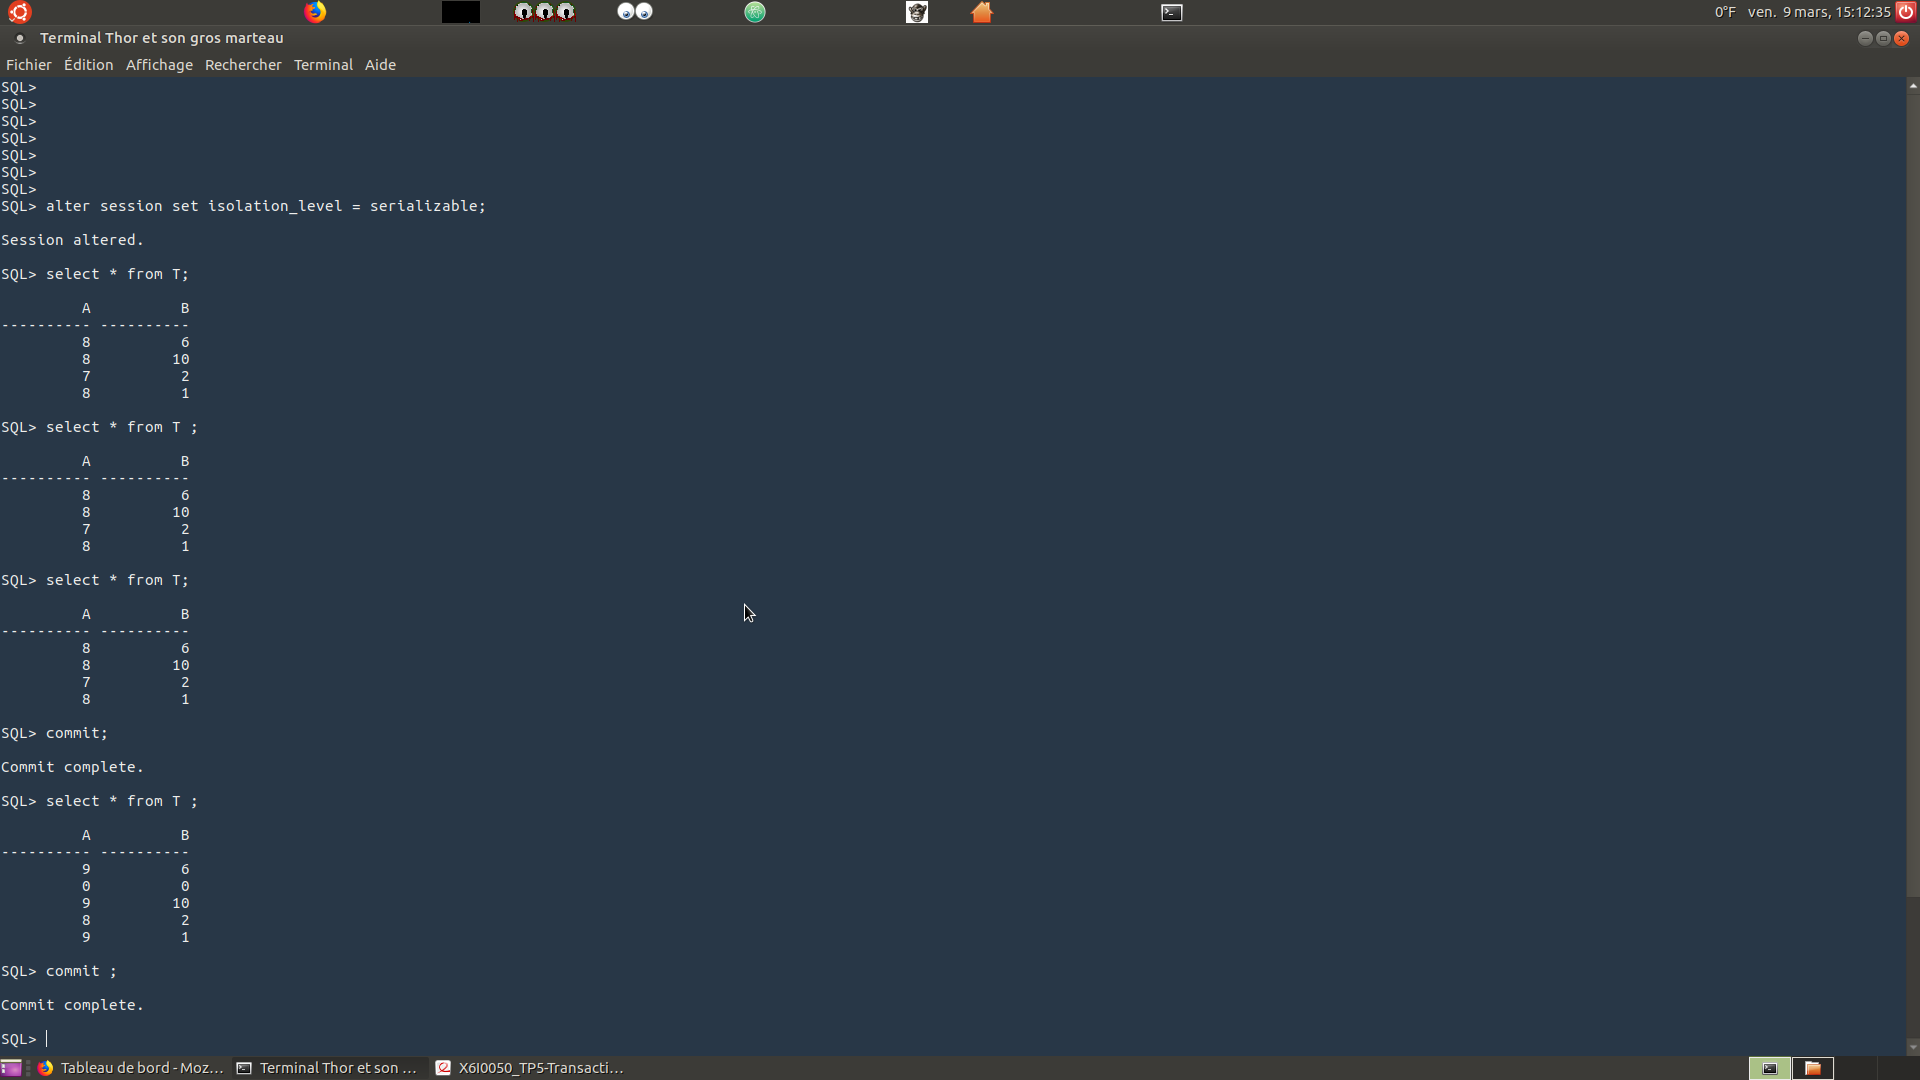 0°F ven. 9 mars, 15:12:35
Terminal Thor et son gros marteau
Fichier Édition Affichage Rechercher Terminal Aide
SQL>
SQL>
SQL>
SQL>
SQL>
SQL>
SQL>
SQL> alter session set isolation_level = serializable;
Session altered.
SQL> select * from T;
A B
---------- ----------
8 6
8 10
7 2
8 1
SQL> select * from T ;
A B
---------- ----------
8 6
8 10
7 2
8 1
SQL> select * from T;
A B
---------- ----------
8 6
8 10
7 2
8 1
SQL> commit;
Commit complete.
SQL> select * from T ;
A B
---------- ----------
9 6
0 0
9 10
8 2
9 1
SQL> commit ;
Commit complete.
SQL>
Tableau de bord - Moz... Terminal Thor et son ... X6I0050_TP5-Transacti...